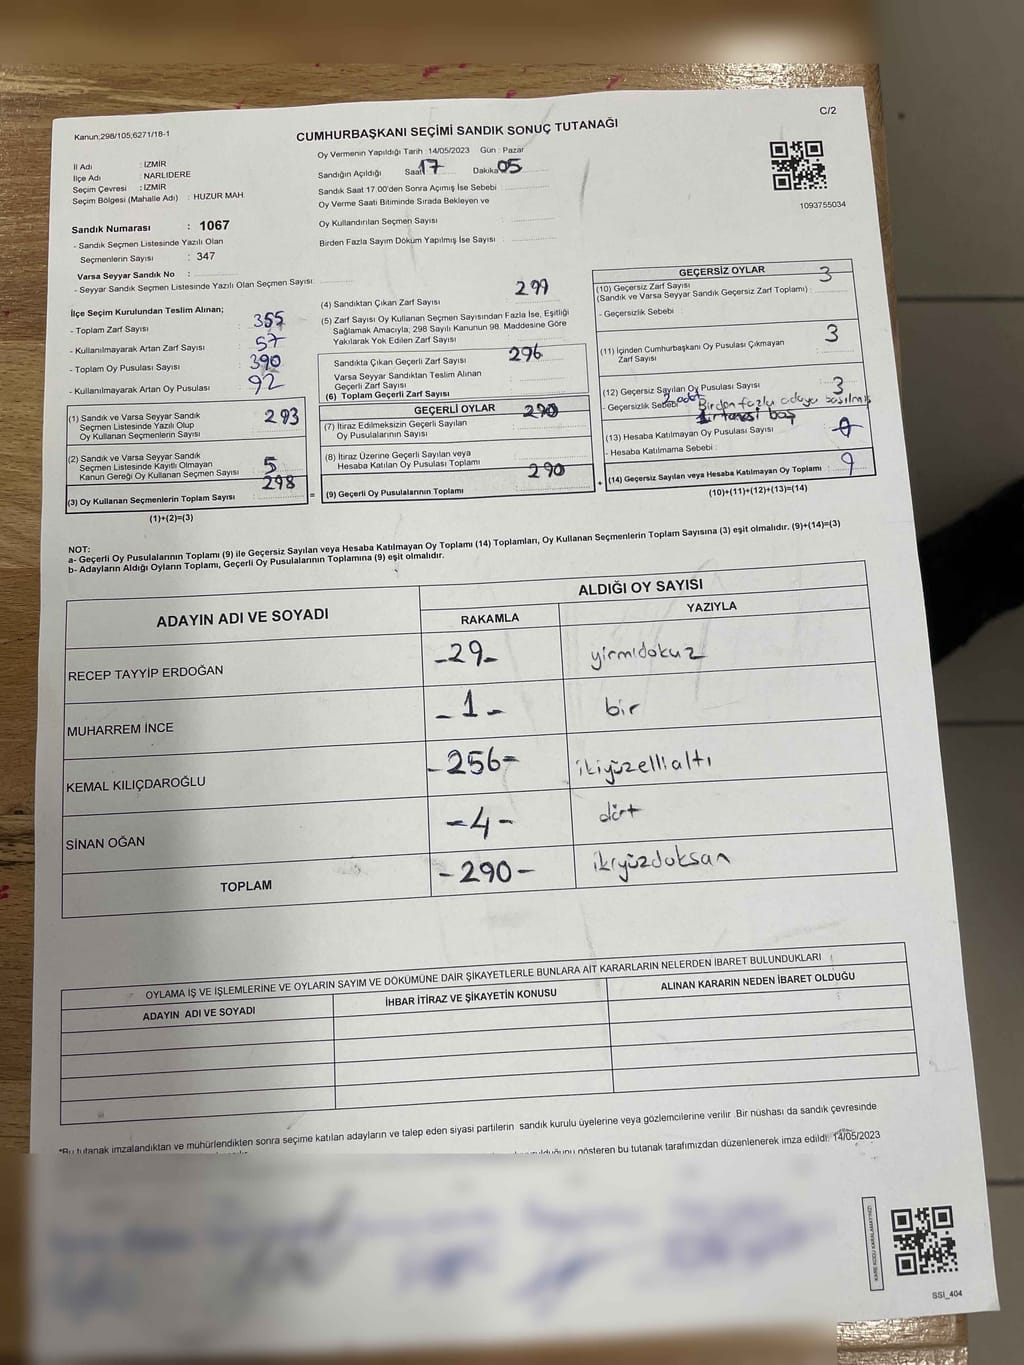 C/2
Kanun;298/105,6271/18-1
CUMHURBAŞKANI SEÇİMİ SANDIK SONUÇ TUTANAĞI
İl Adı : İZMİR
İlçe Adı : NARLIDERE
Seçim Çevresi : İZMİR
Seçim Bölgesi (Mahalle Adı) : HUZUR MAH.
Sandık Numarası : 1067
- Sandık Seçmen Listesinde Yazılı Olan
Seçmenlerin Sayısı : 347
Varsa Seyyar Sandık No :
- Seyyar Sandık Seçmen Listesinde Yazılı Olan Seçmen Sayısı:
Oy Vermenin Yapıldığı Tarih :14/05/2023 Gün : Pazar
Sandığın Açıldığı Saat 17 Dakika 05
Sandık Saat 17.00'den Sonra Açmış İse Sebebi :
Oy Verme Saati Bitiminde Sırada Bekleyen ve
Oy Kullandırılan Seçmen Sayısı :
Birden Fazla Sayım Döküm Yapılmış İse Sayısı :
1093755034
İlçe Seçim Kurulundan Teslim Alınan;
- Toplam Zarf Sayısı : 355
- Kullanılmayarak Artan Zarf Sayısı : 57
- Toplam Oy Pusulası Sayısı : 390
- Kullanılmayarak Artan Oy Pusulası : 92
(1) Sandık ve Varsa Seyyar Sandık
Seçmen Listesinde Yazılı Olup
Oy Kullanan Seçmenlerin Sayısı : 293
(2) Sandık ve Varsa Seyyar Sandık
Seçmen Listesinde Kayıtlı Olmayan
Kanun Gereği Oy Kullanan Seçmen Sayısı : 5
(3) Oy Kullanan Seçmenlerin Toplam Sayısı : 298
(1)+(2)=(3)
=
(4) Sandıktan Çıkan Zarf Sayısı : 299
(5) Zarf Sayısı Oy Kullanan Seçmen Sayısından Fazla İse, Eşitliği
Sağlamak Amacıyla; 298 Sayılı Kanunun 98. Maddesine Göre
Yakılarak Yok Edilen Zarf Sayısı :
Sandıkta Çıkan Geçerli Zarf Sayısı : 296
Varsa Seyyar Sandıktan Teslim Alınan
Geçerli Zarf Sayısı :
(6) Toplam Geçerli Zarf Sayısı :
GEÇERLİ OYLAR
290
(7) İtiraz Edilmeksizin Geçerli Sayılan
Oy Pusulalarının Sayısı :
(8) İtiraz Üzerine Geçerli Sayılan veya
Hesaba Katılan Oy Pusulası Toplamı :
(9) Geçerli Oy Pusulalarının Toplamı : 290
+
GEÇERSİZ OYLAR
(10) Geçersiz Zarf Sayısı 3
(Sandık ve Varsa Seyyar Sandık Geçersiz Zarf Toplamı) :
- Geçersizlik Sebebi :
(11) İçinden Cumhurbaşkanı Oy Pusulası Çıkmayan
Zarf Sayısı : 3
(12) Geçersiz Sayılan Oy Pusulası Sayısı : 3
- Geçersizlik Sebebi : 2 adet Birden fazla adaya basılmış
1 tanesi boş
(13) Hesaba Katılmayan Oy Pusulası Sayısı : 0
- Hesaba Katılmama Sebebi :
(14) Geçersiz Sayılan veya Hesaba Katılmayan Oy Toplamı : 9
(10)+(11)+(12)+(13)=(14)
NOT:
a- Geçerli Oy Pusulalarının Toplamı (9) ile Geçersiz Sayılan veya Hesaba Katılmayan Oy Toplamı (14) Toplamları, Oy Kullanan Seçmenlerin Toplam Sayısına (3) eşit olmalıdır. (9)+(14)=(3)
b- Adayların Aldığı Oyların Toplamı, Geçerli Oy Pusulalarının Toplamına (9) eşit olmalıdır.
ADAYIN ADI VE SOYADI
ALDIĞI OY SAYISI
RAKAMLA YAZIYLA
RECEP TAYYİP ERDOĞAN -29- yirmidokuz
MUHARREM İNCE -1- bir
KEMAL KILIÇDAROĞLU -256- ikiyüzellialtı
SİNAN OĞAN -4- dört
TOPLAM -290- ikiyüzdoksan
OYLAMA İŞ VE İŞLEMLERİNE VE OYLARIN SAYIM VE DÖKÜMÜNE DAİR ŞİKAYETLERLE BUNLARA AİT KARARLARIN NELERDEN İBARET BULUNDUKLARI
ADAYIN ADI VE SOYADI İHBAR İTİRAZ VE ŞİKAYETİN KONUSU ALINAN KARARIN NEDEN İBARET OLDUĞU
*Bu tutanak imzalandıktan ve mühürlendikten sonra seçime katılan adayların ve talep eden siyasi partilerin sandık kurulu üyelerine veya gözlemcilerine verilir .Bir nüshası da sandık çevresinde
gösteren bu tutanak tarafımızdan düzenlenerek imza edildi. 14/05/2023
KARE KODU KARALAMAYINIZ!
SSI_404